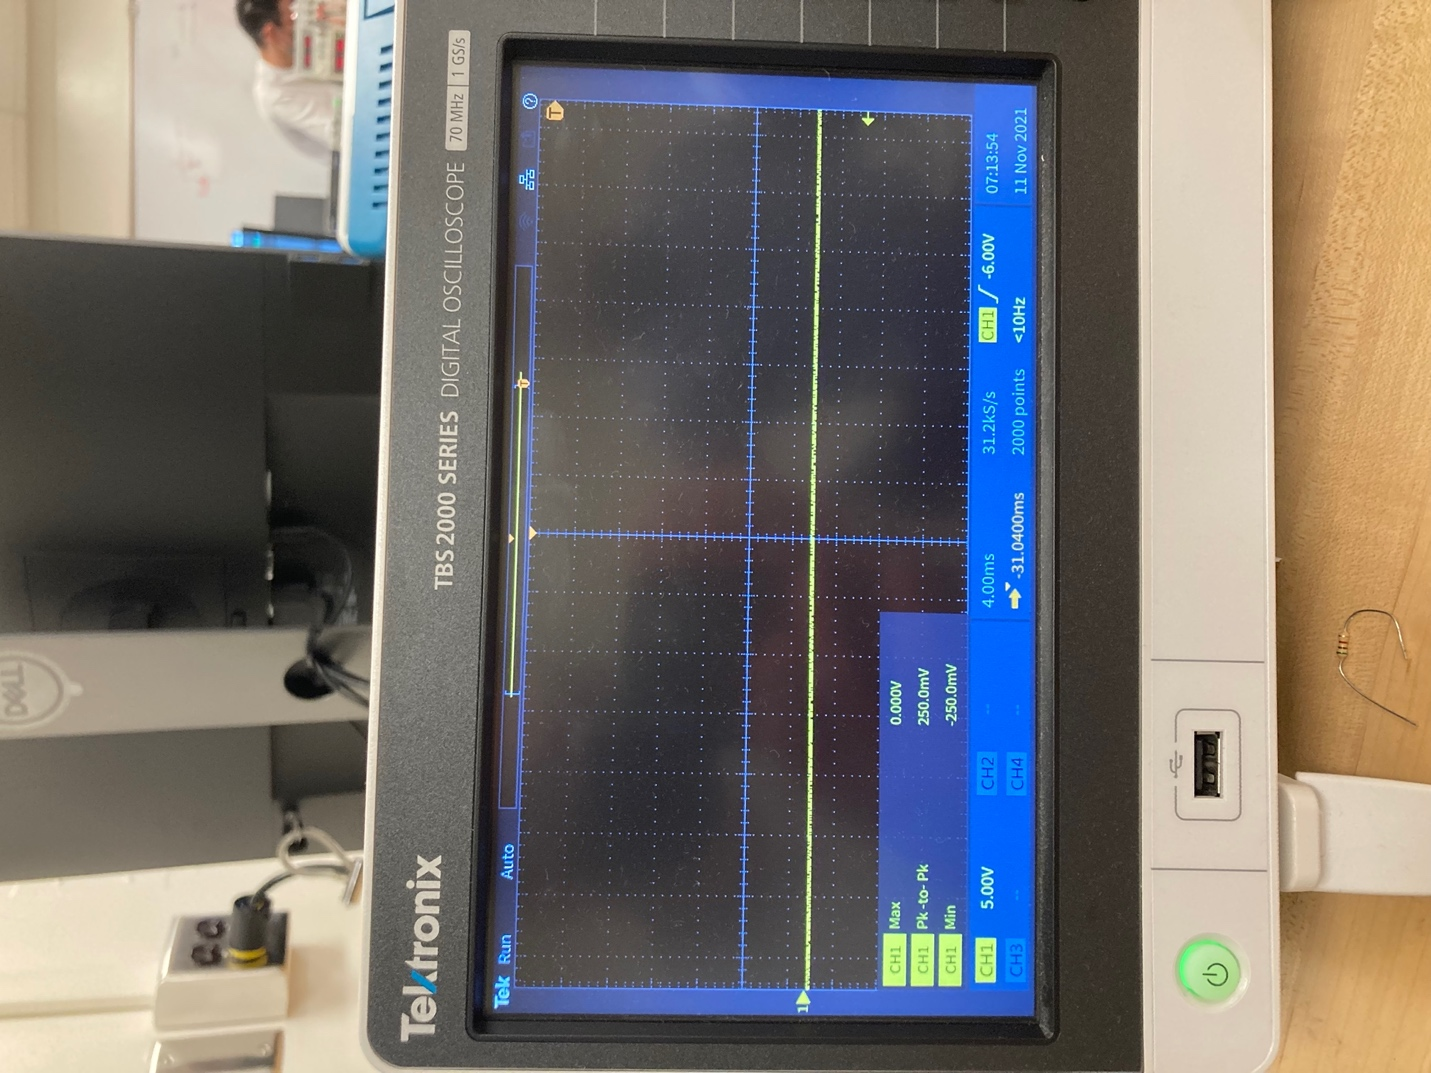 Tektronix
TBS 2000 SERIES DIGITAL OSCILLOSCOPE 70 MHz 1 GS/s
Tek Run Auto
T
?
T
1
CH1 Max 0.000V
CH1 Pk-to-Pk 250.0mV
CH1 Min -250.0mV
CH1 5.00V CH2 -- 4.00ms 31.2kS/s CH1 -6.00V 07:13:54
CH3 -- CH4 -- -31.0400ms 2000 points <10Hz 11 Nov 2021
DELL